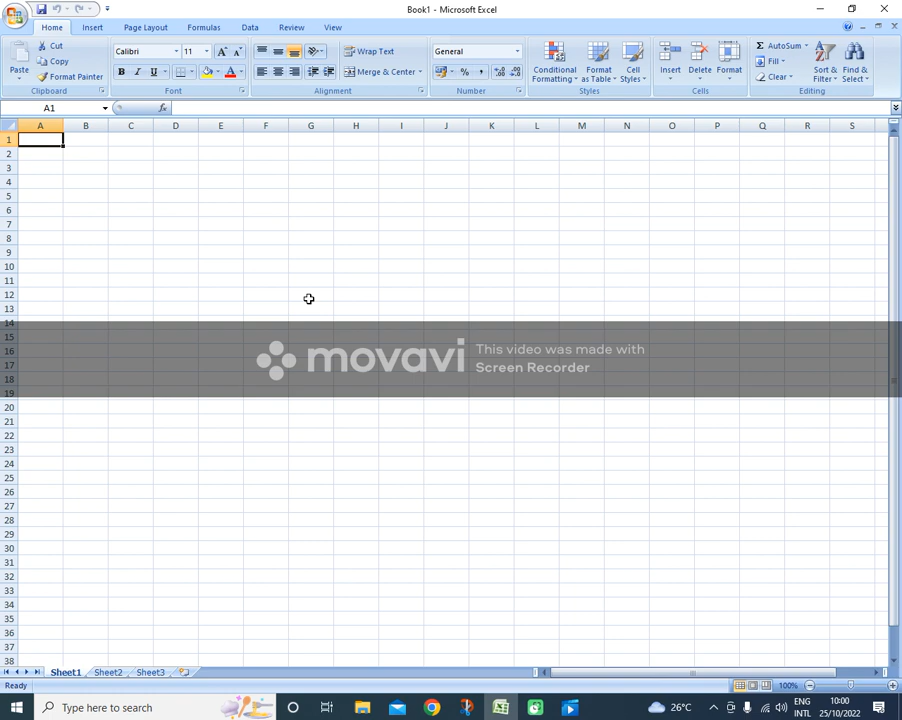 Book1 - Microsoft Excel
Home Insert Page Layout Formulas Data Review View
Paste
Cut
Copy
Format Painter
Clipboard
Calibri 11
B I U
Font
Wrap Text
Merge & Center
Alignment
General
% ,
Number
Conditional Formatting
Format as Table
Cell Styles
Styles
Insert Delete Format
Cells
Σ AutoSum
Fill
Clear
Sort & Filter
Find & Select
Editing
A1 fx
A B C D E F G H I J K L M N O P Q R S
1
2
3
4
5
6
7
8
9
10
11
12
13
14
15
16
17
18
19
20
21
22
23
24
25
26
27
28
29
30
31
32
33
34
35
36
37
38
movavi
This video was made with
Screen Recorder
Sheet1 Sheet2 Sheet3
Ready 100%
Type here to search
26°C
ENG
INTL
10:00
25/10/2022